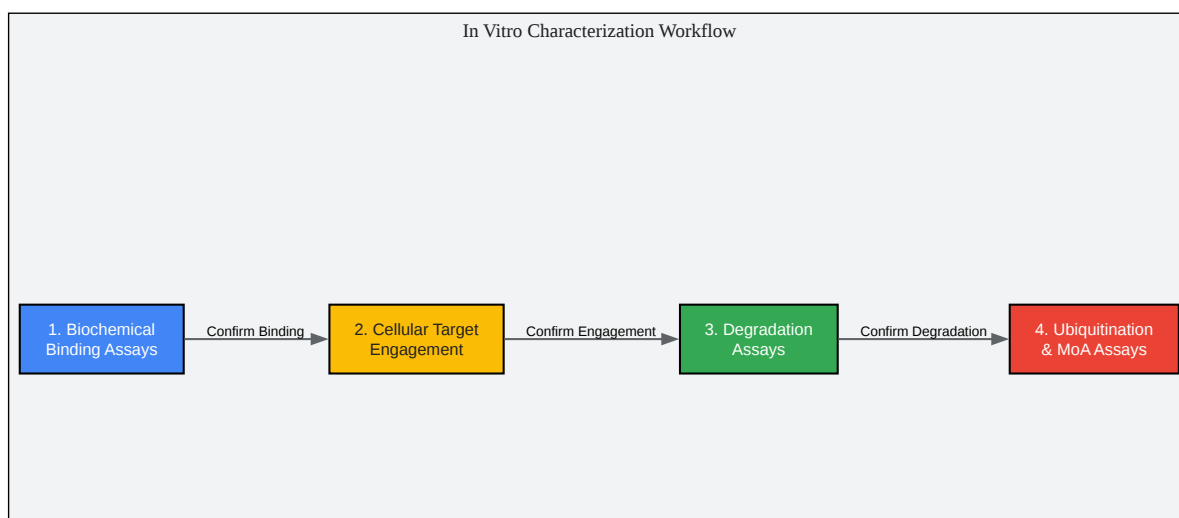 In Vitro Characterization Workflow
1. Biochemical
Binding Assays
Confirm Binding
2. Cellular Target
Engagement
Confirm Engagement
3. Degradation
Assays
Confirm Degradation
4. Ubiquitination
& MoA Assays